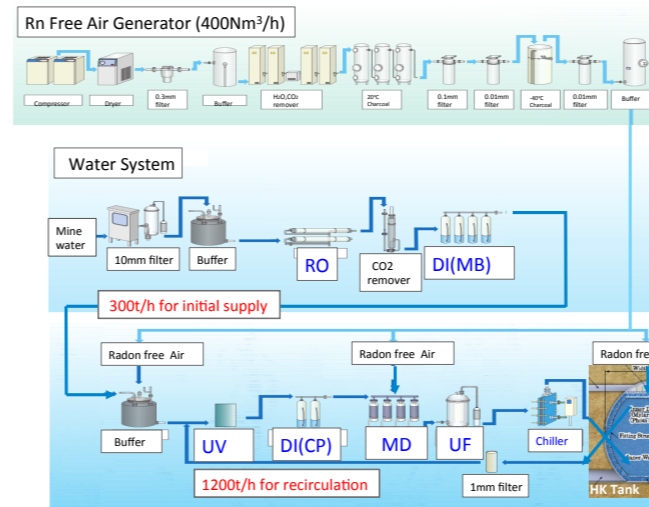 Rn Free Air Generator (400Nm³/h)
Compressor
Dryer
0.3mm
filter
Buffer
H₂O,CO₂
remover
20℃
Charcoal
0.1mm
filter
0.01mm
filter
-40℃
Charcoal
0.01mm
filter
Buffer
Water System
Mine
water
10mm filter
Buffer
RO
CO2
remover
DI(MB)
300t/h for initial supply
Radon free Air
Radon free Air
Radon fre
Buffer
UV
DI(CP)
MD
UF
Chiller
1200t/h for recirculation
1mm filter
HK Tank